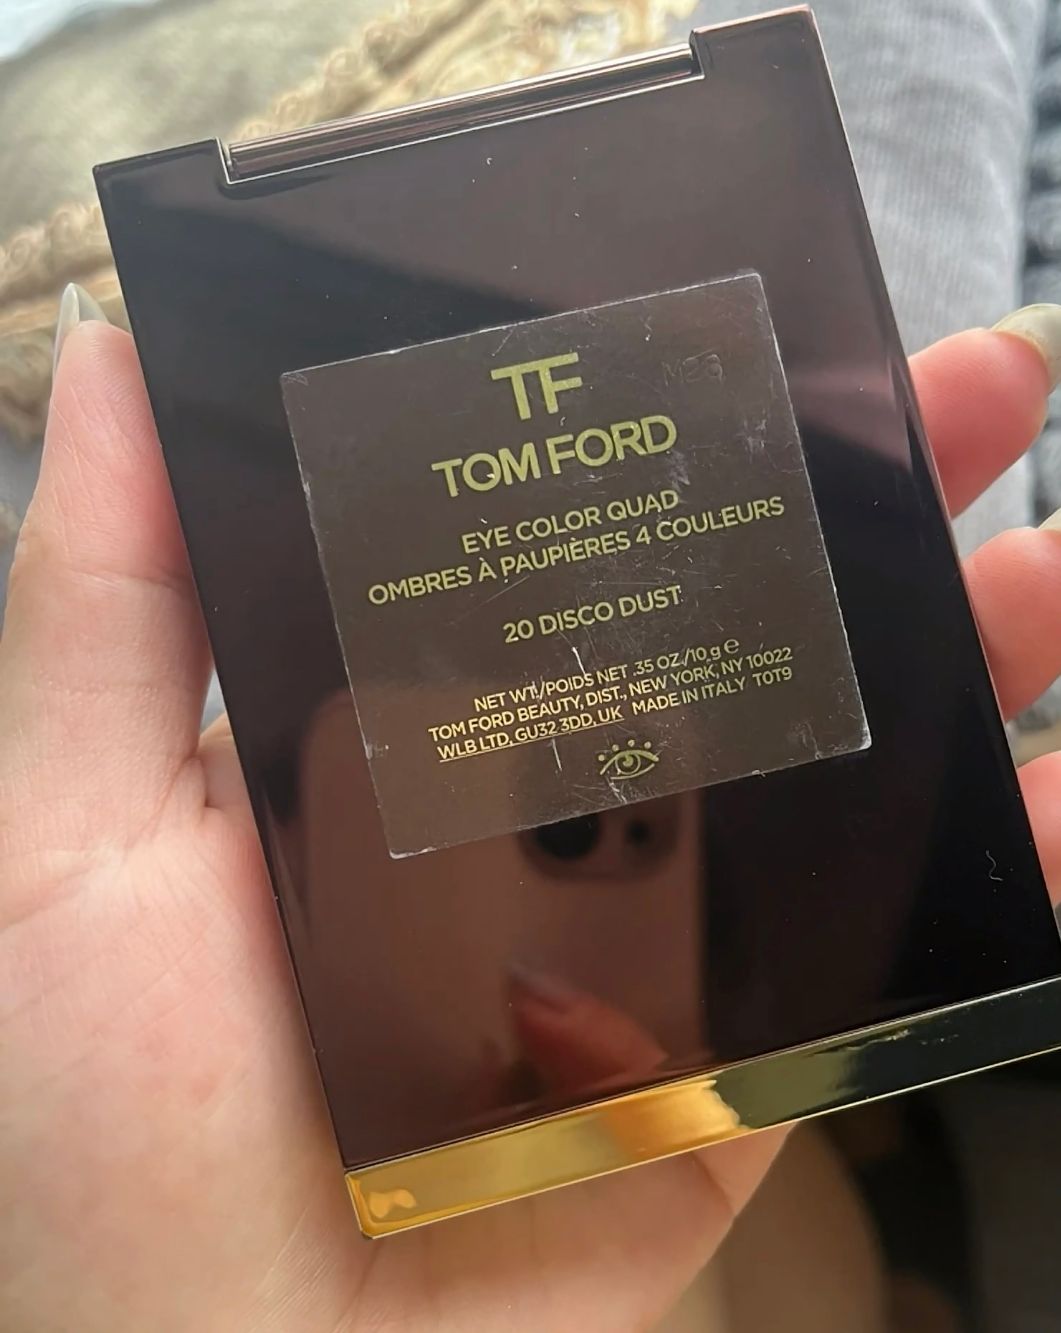 TF
M28
TOM FORD
EYE COLOR QUAD
OMBRES À PAUPIÈRES 4 COULEURS
20 DISCO DUST
NET WT./POIDS NET .35 OZ./10 g ℮
TOM FORD BEAUTY, DIST., NEW YORK, NY 10022
WLB LTD, GU32 3DD, UK MADE IN ITALY T0T9